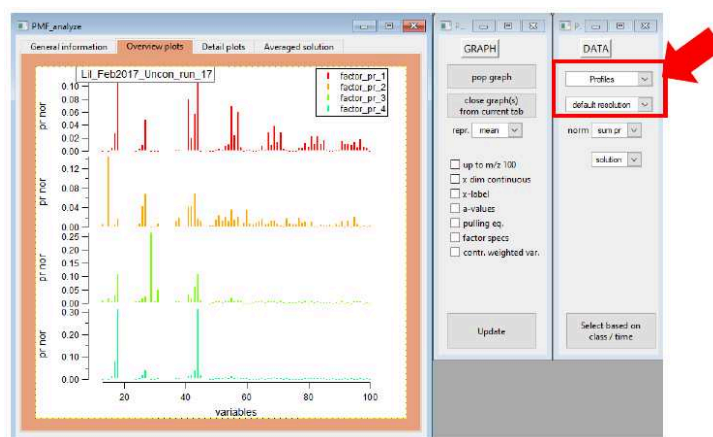 PMF_analyze
P...
P...
General information
Overview plots
Detail plots
Averaged solution
Lil_Feb2017_Uncon_run_17
factor_pr_1
factor_pr_2
factor_pr_3
factor_pr_4
pr nor
0.10
0.08
0.06
0.04
0.02
0.00
pr nor
0.12
0.08
0.04
0.00
pr nor
0.25
0.20
0.15
0.10
0.05
0.00
pr nor
0.30
0.20
0.10
0.00
20
40
60
80
100
variables
GRAPH
pop graph
close graph(s)
from current tab
repr.
mean
up to m/z 100
x dim continuous
x-label
a-values
pulling eq.
factor specs
contr. weighted var.
Update
DATA
Profiles
default resolution
norm
sum pr
solution
Select based on
class / time